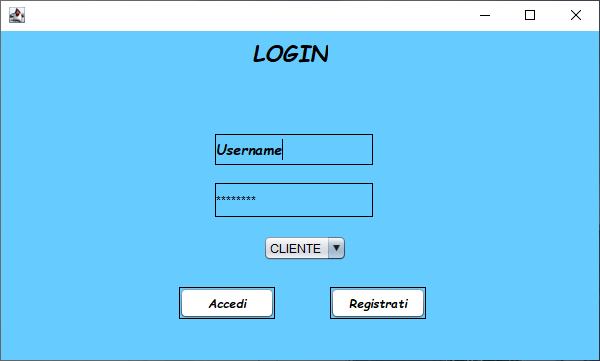 LOGIN
Username
********
CLIENTE
Accedi
Registrati